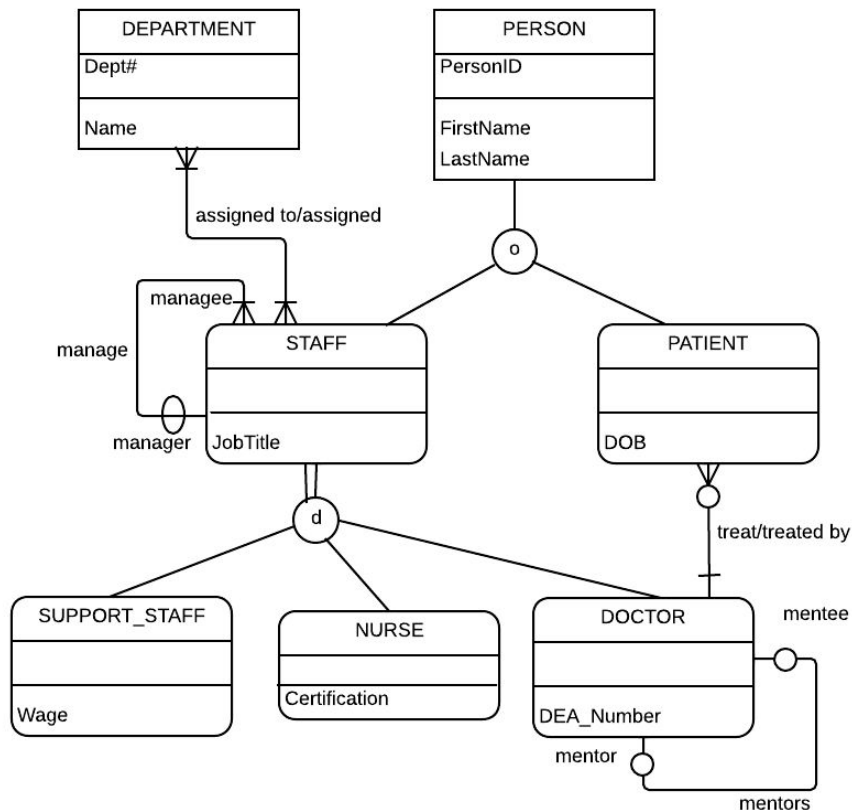 DEPARTMENT
Dept#
Name
PERSON
PersonID
FirstName
LastName
assigned to/assigned
o
managee
manage
manager
STAFF
JobTitle
PATIENT
DOB
d
treat/treated by
SUPPORT_STAFF
Wage
NURSE
Certification
DOCTOR
DEA_Number
mentee
mentor
mentors